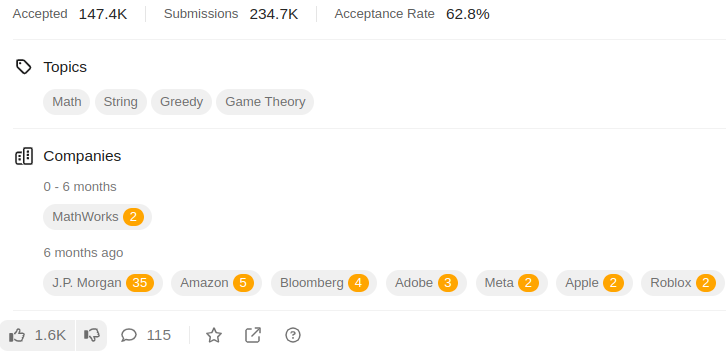 Accepted 147.4K Submissions 234.7K Acceptance Rate 62.8%
Topics
Math String Greedy Game Theory
Companies
0 - 6 months
MathWorks 2
6 months ago
J.P. Morgan 35 Amazon 5 Bloomberg 4 Adobe 3 Meta 2 Apple 2 Roblox 2
1.6K 115